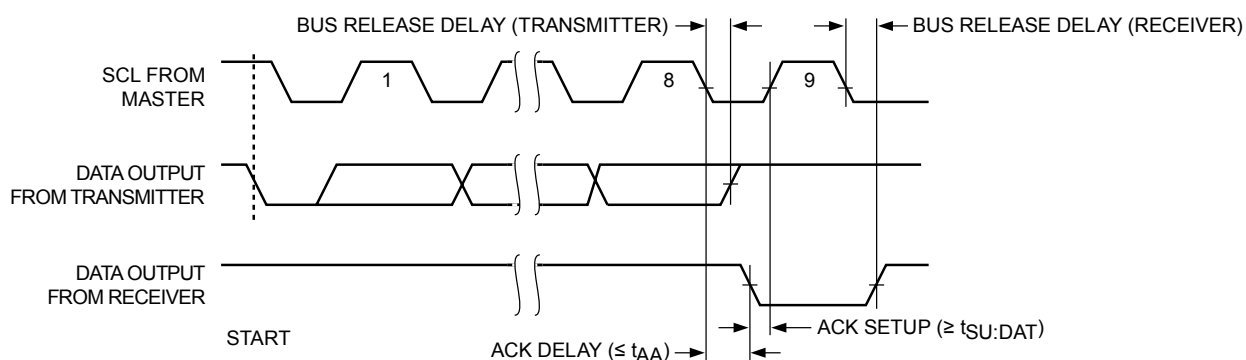 BUS RELEASE DELAY (TRANSMITTER)
BUS RELEASE DELAY (RECEIVER)
SCL FROM
MASTER
1
8
9
DATA OUTPUT
FROM TRANSMITTER
DATA OUTPUT
FROM RECEIVER
START
ACK SETUP (≥ tSU:DAT)
ACK DELAY (≤ tAA)